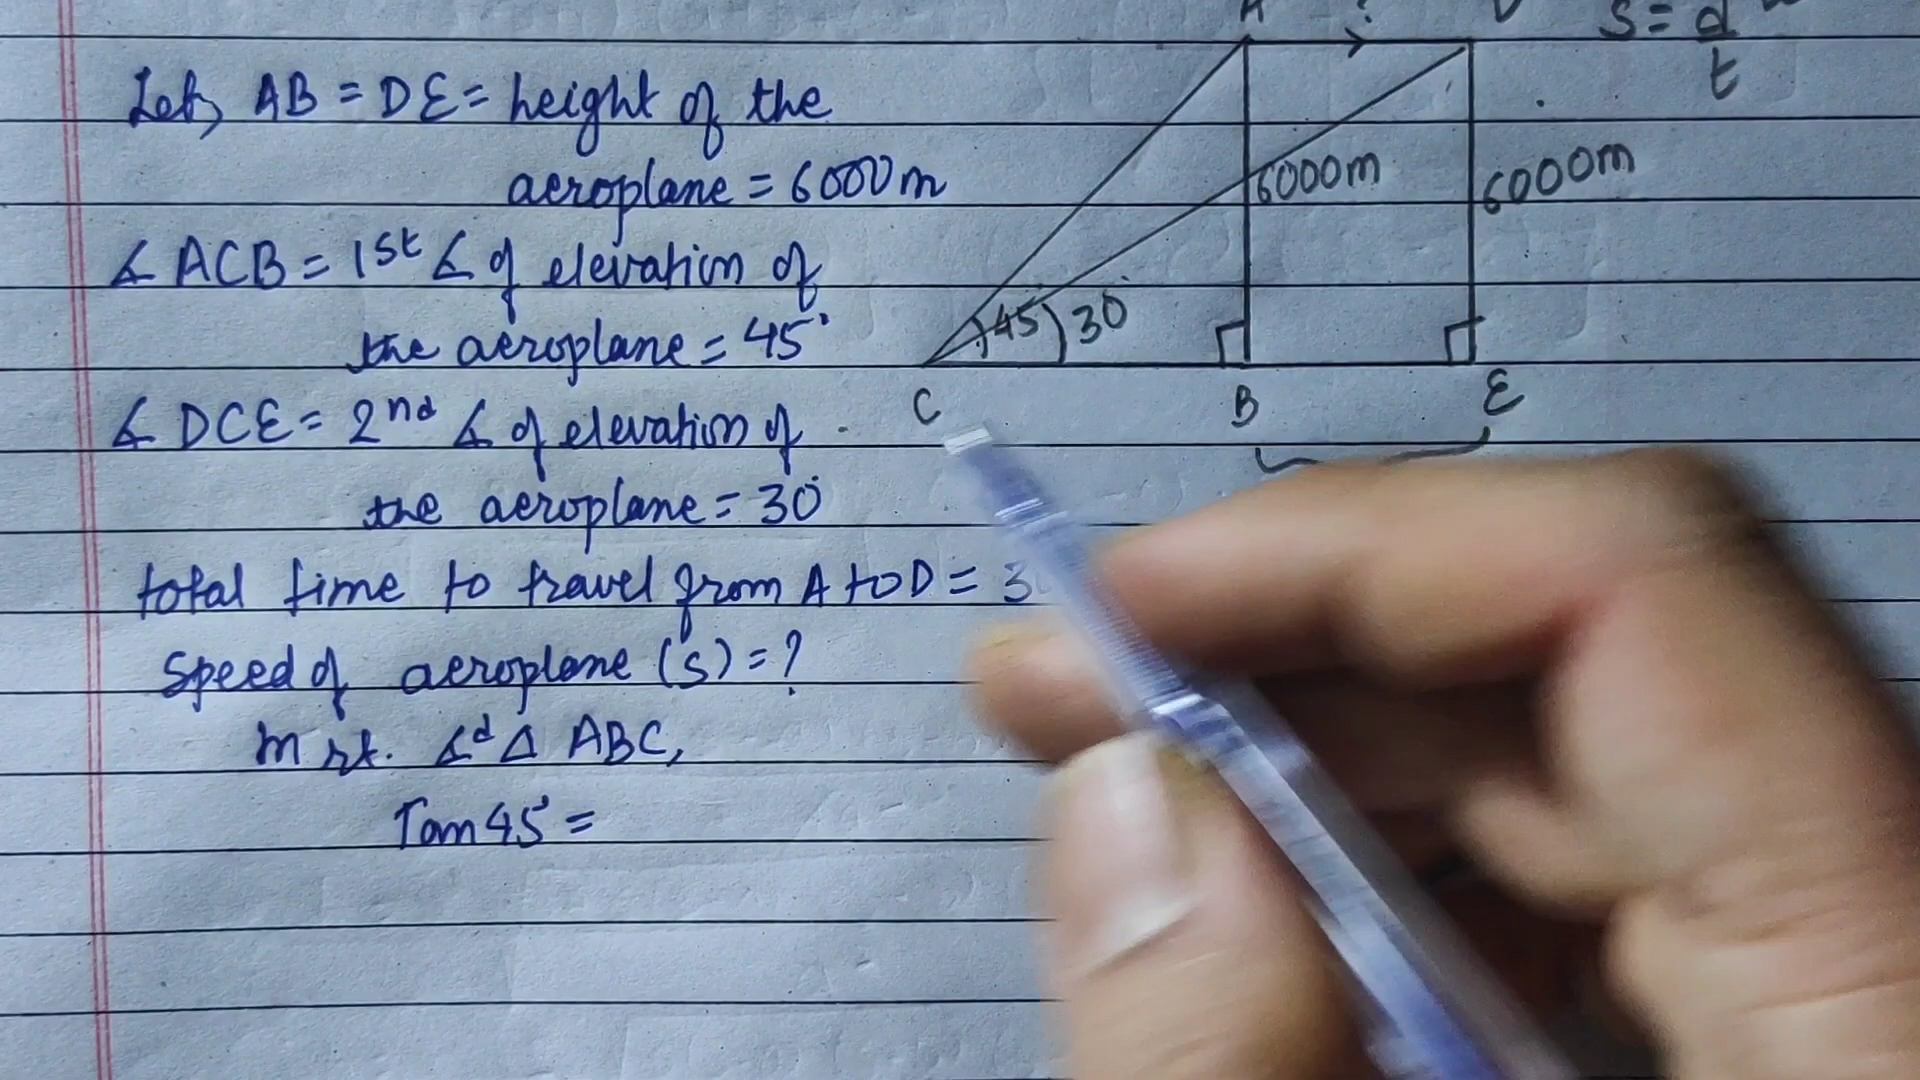 Let, AB = DE = height of the
aeroplane = 6000m
∡ ACB = 1st ∡ of elevation of
the aeroplane = 45°
∡ DCE = 2nd ∡ of elevation of
the aeroplane = 30°
total time to travel from A to D =
Speed of aeroplane (s) = ?
In rt. ∡d Δ ABC,
Tan 45° =
A ? D
S = d/t
6000m 6000m
45° 30°
C B E